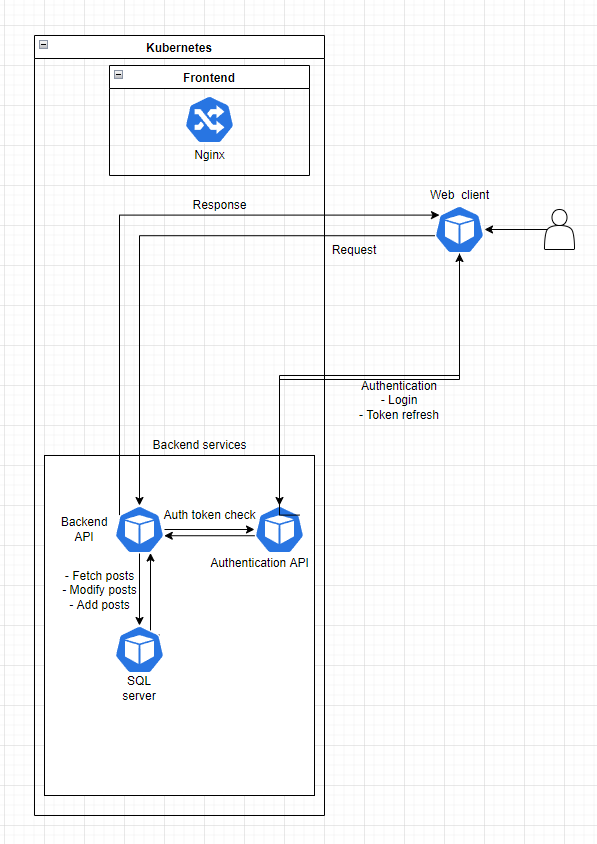 Kubernetes
Frontend
Nginx
Web client
Response
Request
Authentication
- Login
- Token refresh
Backend services
Auth token check
Backend
API
Authentication API
- Fetch posts
- Modify posts
- Add posts
SQL
server